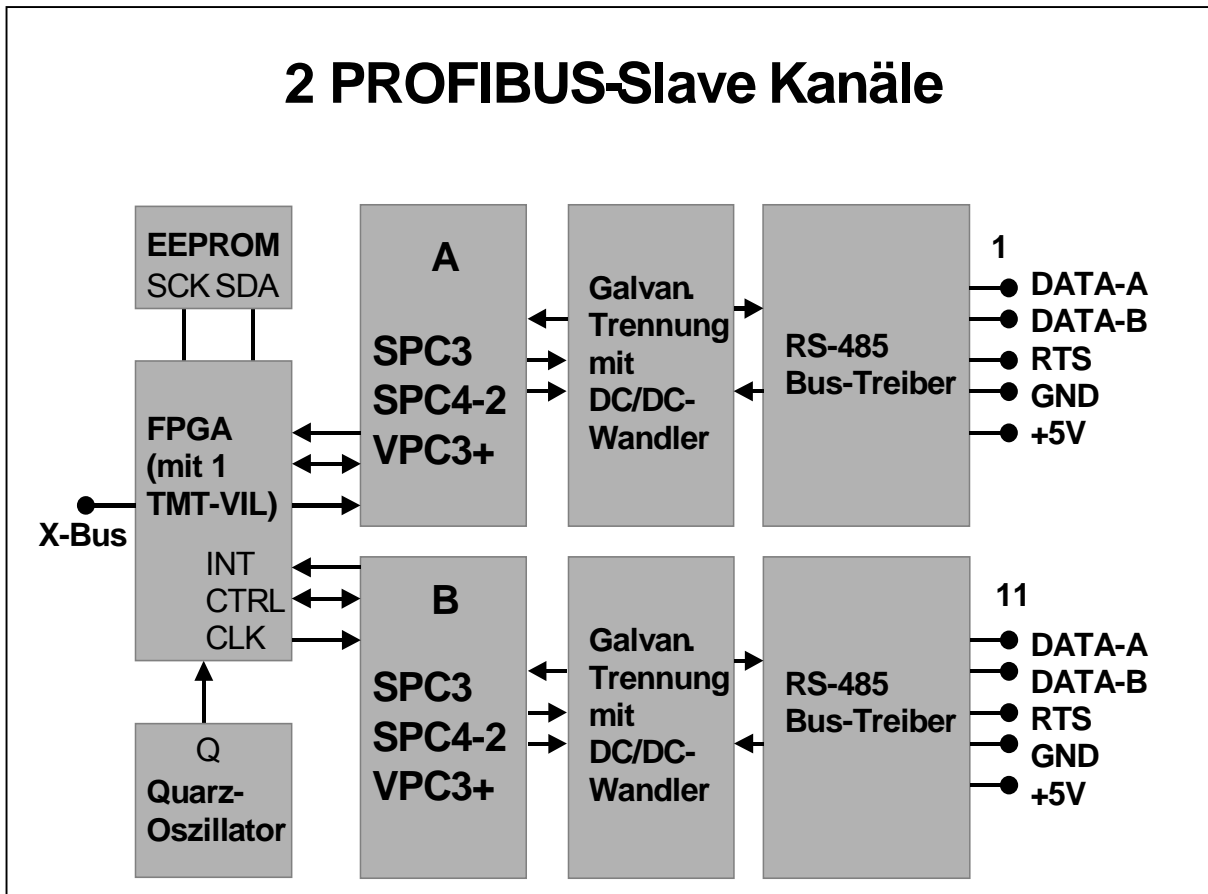 2 PROFIBUS-Slave Kanäle
EEPROM
SCK SDA
FPGA
(mit 1
TMT-VIL)
X-Bus
INT
CTRL
CLK
Q
Quarz-
Oszillator
A
SPC3
SPC4-2
VPC3+
Galvan.
Trennung
mit
DC/DC-
Wandler
RS-485
Bus-Treiber
1
DATA-A
DATA-B
RTS
GND
+5V
B
SPC3
SPC4-2
VPC3+
Galvan.
Trennung
mit
DC/DC-
Wandler
RS-485
Bus-Treiber
11
DATA-A
DATA-B
RTS
GND
+5V